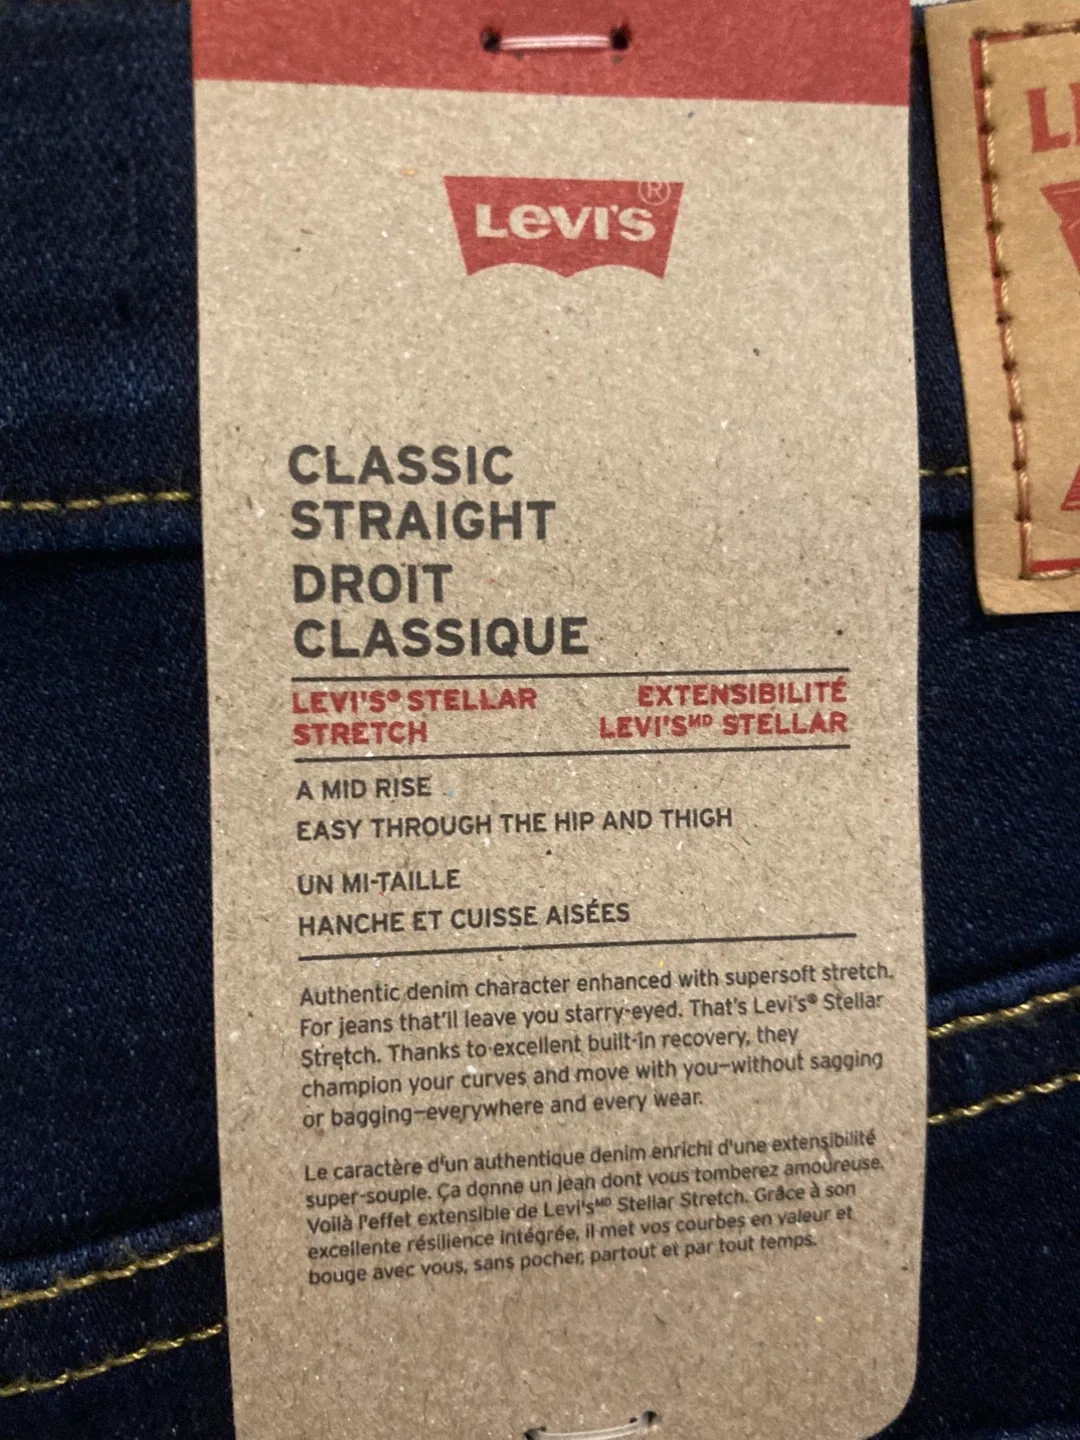 LEVI'S®
CLASSIC
STRAIGHT
DROIT
CLASSIQUE
LEVI'S® STELLAR
STRETCH
EXTENSIBILITÉ
LEVI'Sᴹᴰ STELLAR
A MID RISE
EASY THROUGH THE HIP AND THIGH
UN MI-TAILLE
HANCHE ET CUISSE AISÉES
Authentic denim character enhanced with supersoft stretch.
For jeans that'll leave you starry-eyed. That's Levi's® Stellar
Stretch. Thanks to excellent built-in recovery, they
champion your curves and move with you—without sagging
or bagging—everywhere and every wear.
Le caractère d'un authentique denim enrichi d'une extensibilité
super-souple. Ça donne un jean dont vous tomberez amoureuse.
Voilà l'effet extensible de Levi'sᴹᴰ Stellar Stretch. Grâce à son
excellente résilience intégrée, il met vos courbes en valeur et
bouge avec vous, sans pocher, partout et par tout temps.